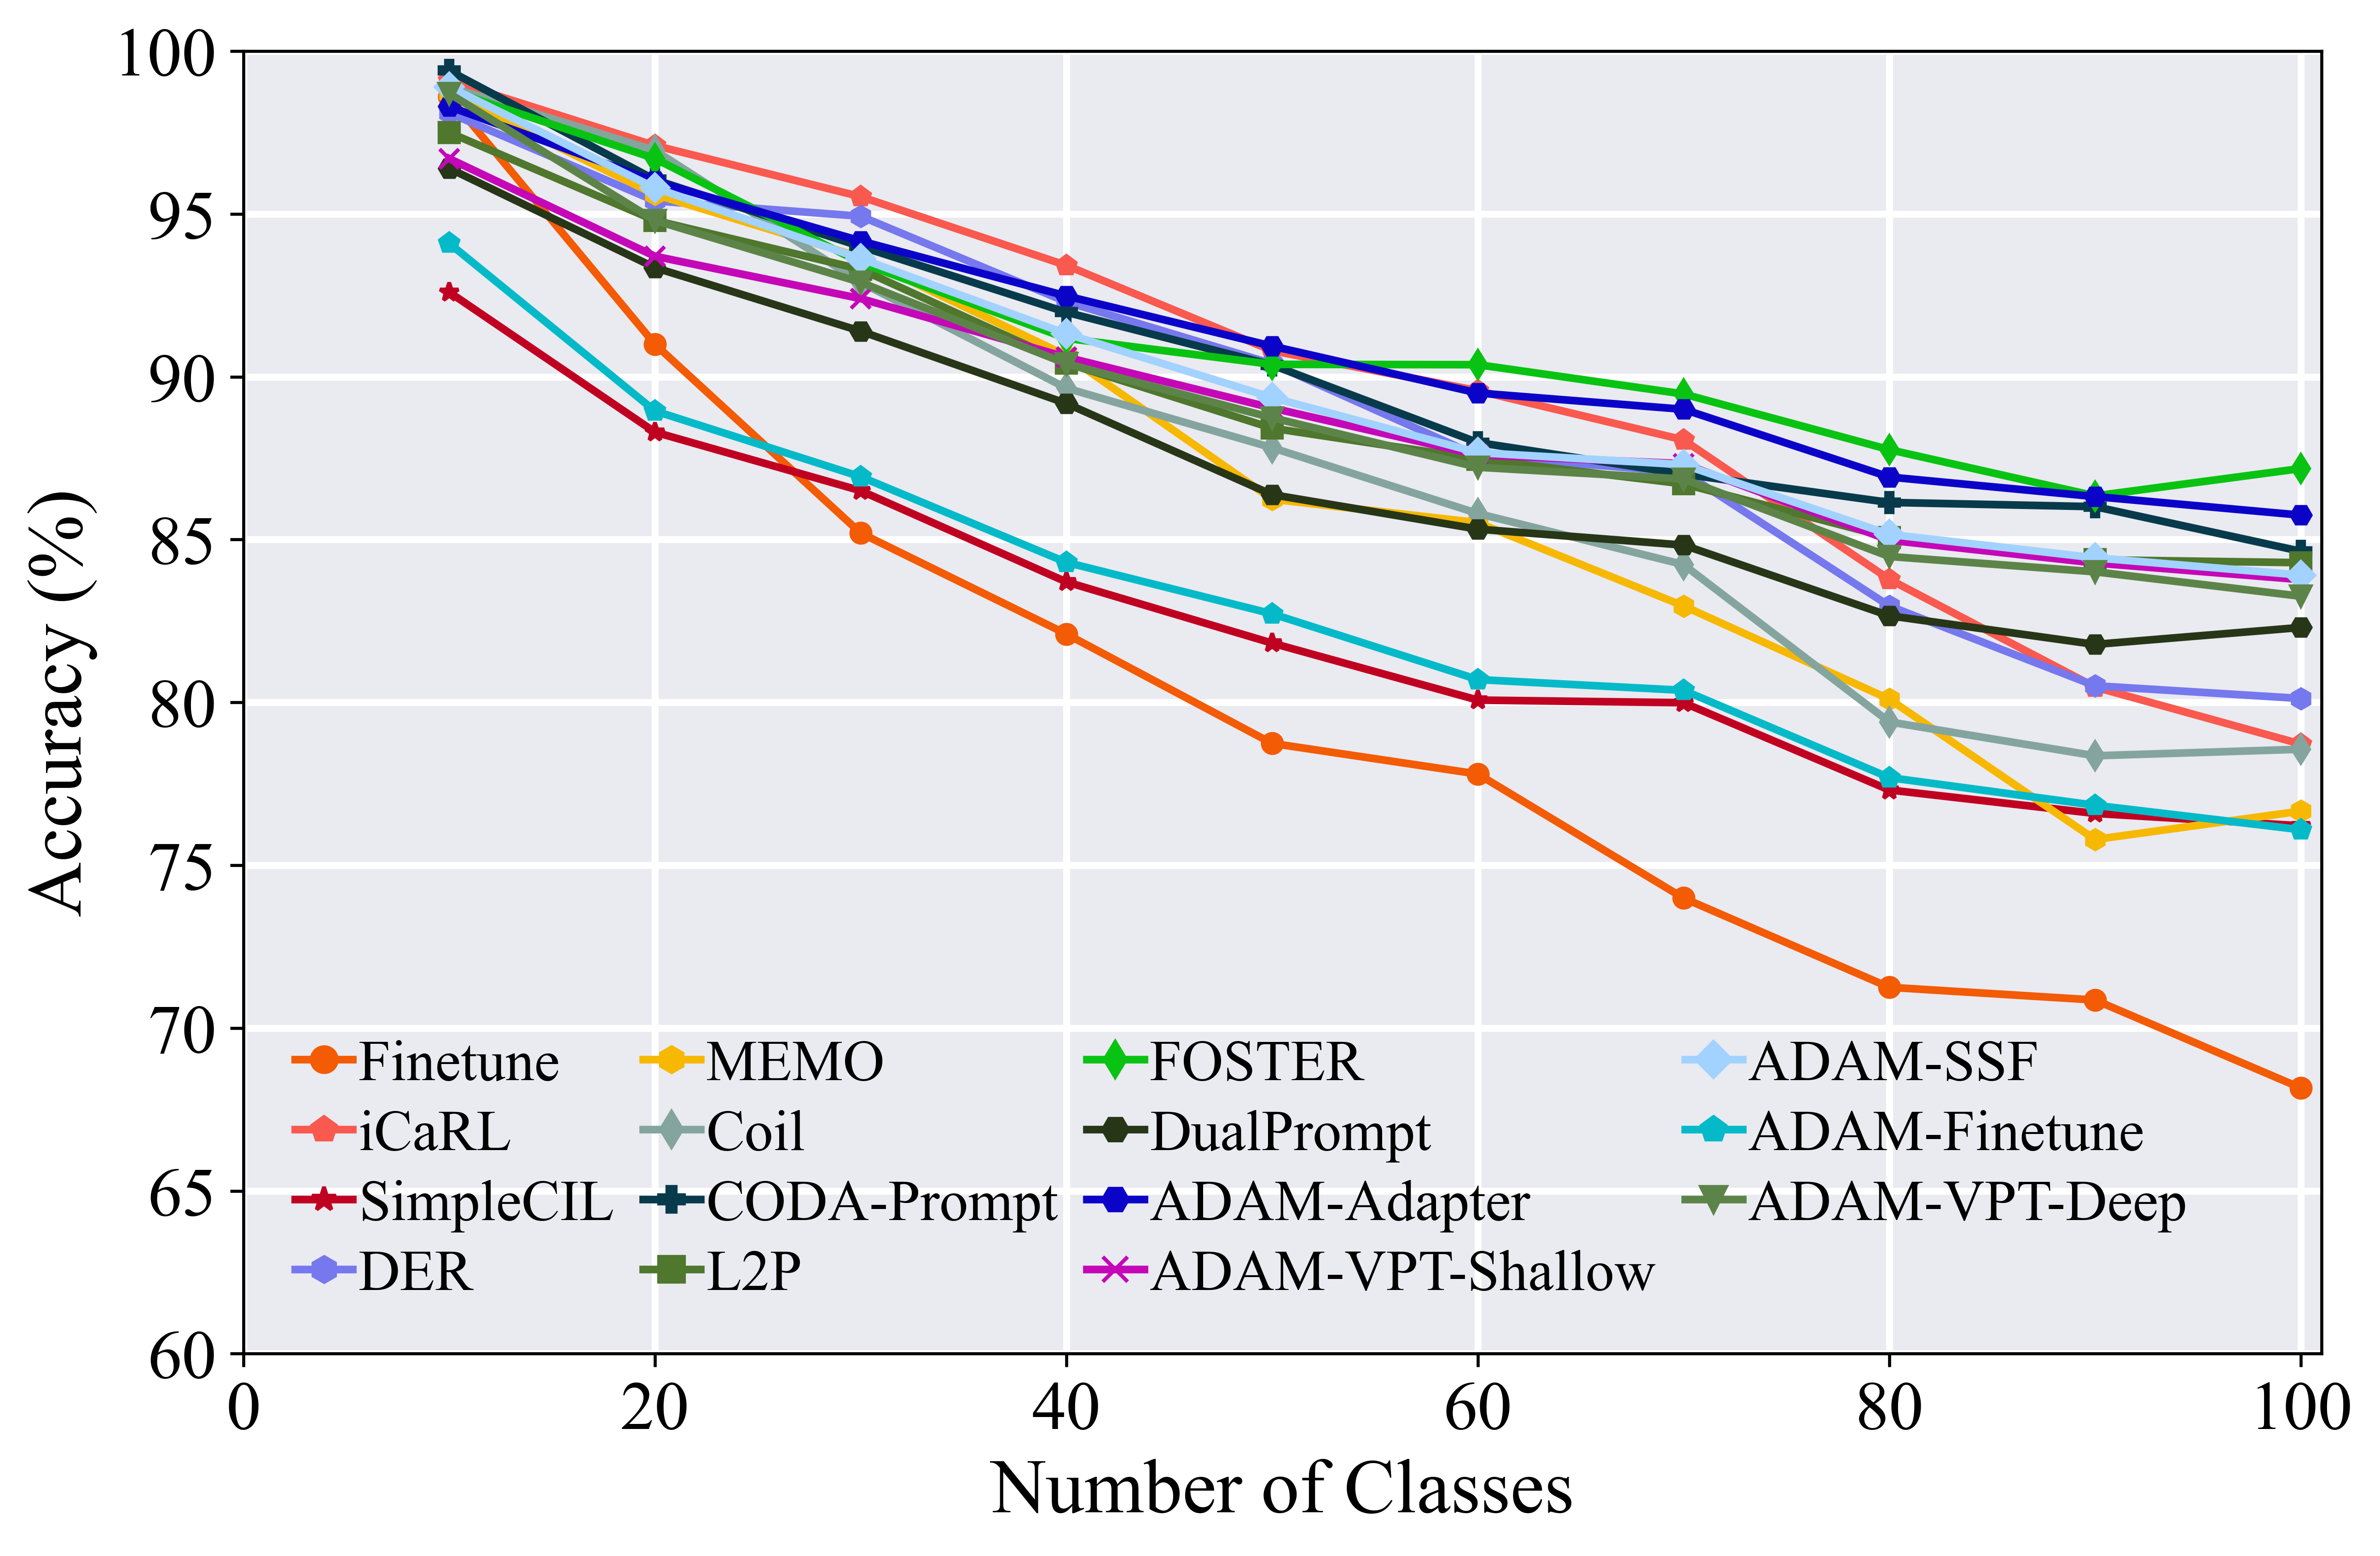 100
95
90
85
80
75
70
65
60
Accuracy (%)
Finetune
iCaRL
SimpleCIL
DER
MEMO
Coil
CODA-Prompt
L2P
FOSTER
DualPrompt
ADAM-Adapter
ADAM-VPT-Shallow
ADAM-SSF
ADAM-Finetune
ADAM-VPT-Deep
0 20 40 60 80 100
Number of Classes